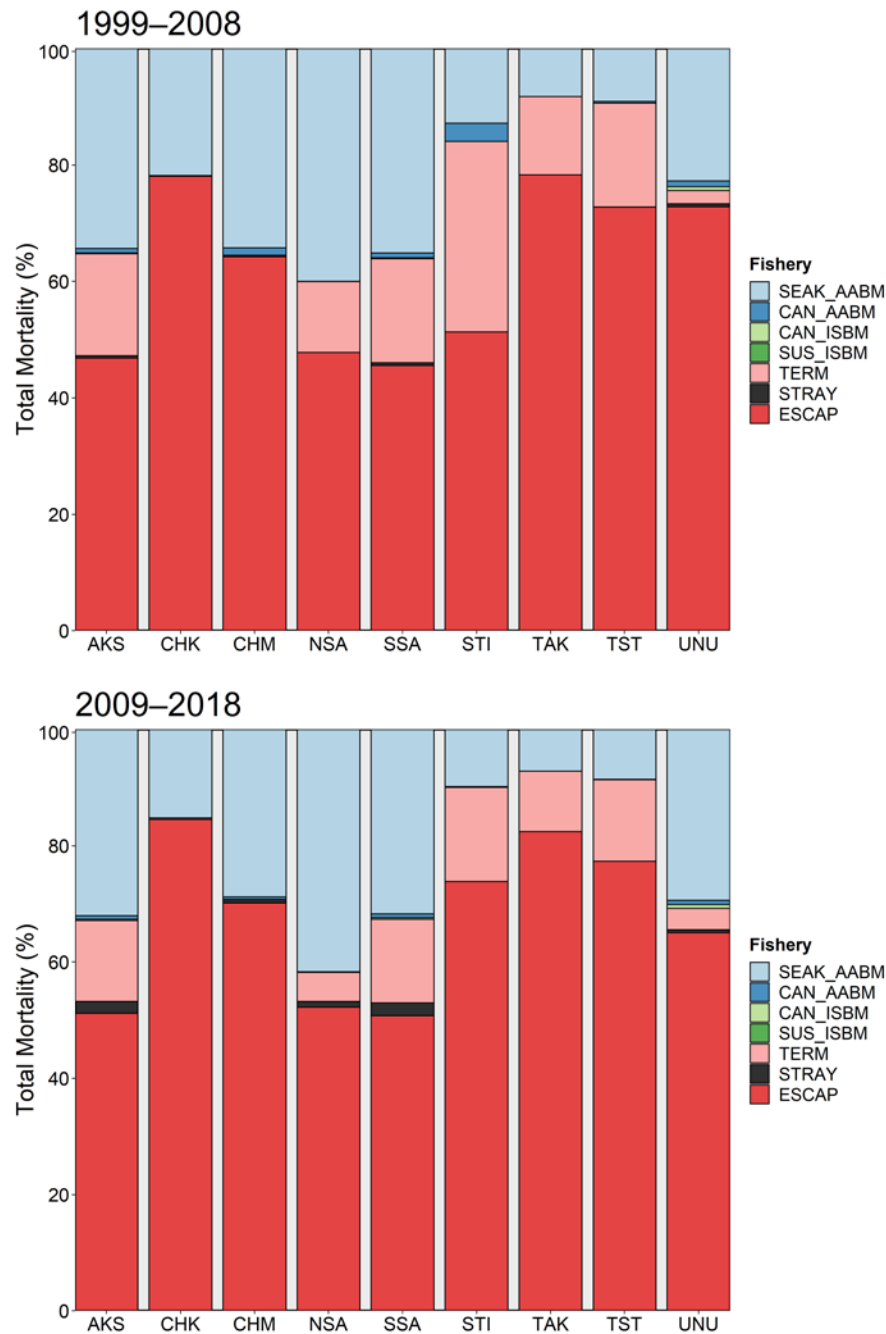 1999–2008
Total Mortality (%)
100
80
60
40
20
0
AKS CHK CHM NSA SSA STI TAK TST UNU
Fishery
SEAK_AABM
CAN_AABM
CAN_ISBM
SUS_ISBM
TERM
STRAY
ESCAP
2009–2018
Total Mortality (%)
100
80
60
40
20
0
AKS CHK CHM NSA SSA STI TAK TST UNU
Fishery
SEAK_AABM
CAN_AABM
CAN_ISBM
SUS_ISBM
TERM
STRAY
ESCAP